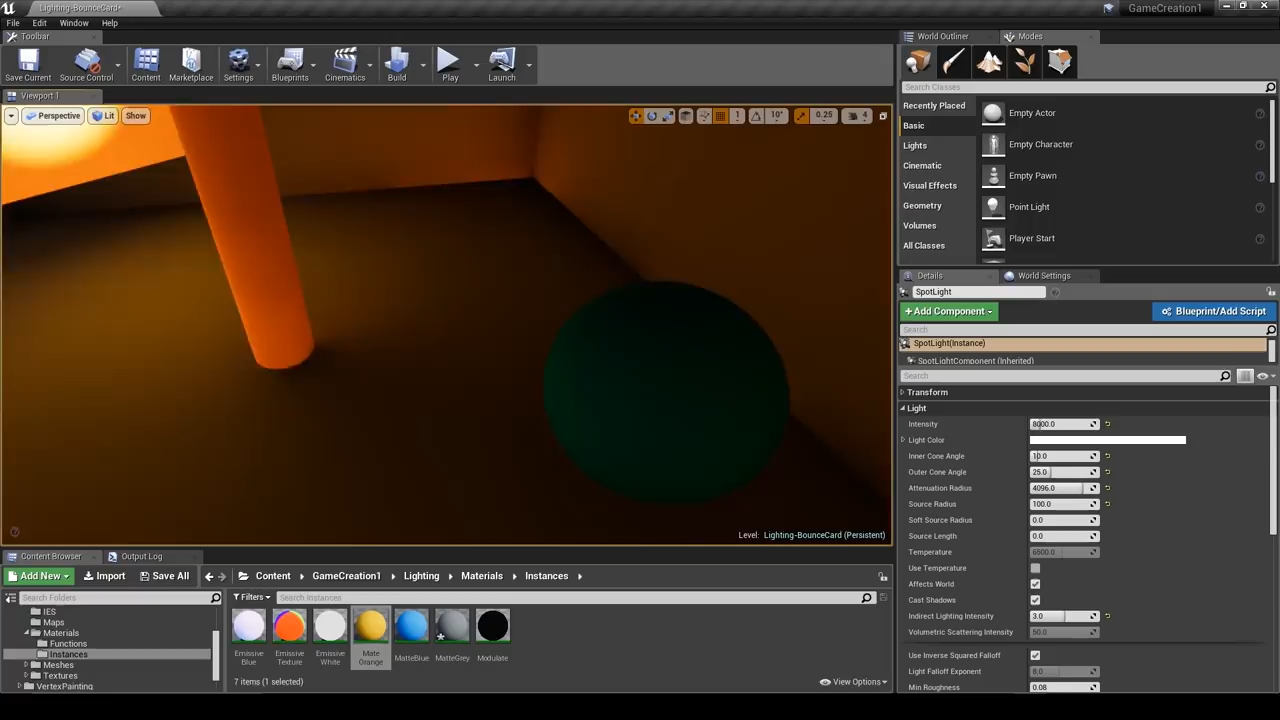 Lighting-BounceCard*
GameCreation1
File Edit Window Help
Toolbar
World Outliner Modes
Save Current Source Control Content Marketplace Settings Blueprints Cinematics Build Play Launch
Search Classes
Viewport 1
Perspective Lit Show 1 10° 0.25 4
Recently Placed
Basic
Lights
Cinematic
Visual Effects
Geometry
Volumes
All Classes
Empty Actor
Empty Character
Empty Pawn
Point Light
Player Start
Details World Settings
SpotLight
+Add Component Blueprint/Add Script
Search
SpotLight(Instance)
SpotLightComponent (Inherited)
Search
Transform
Light
Intensity 8000.0
Light Color
Inner Cone Angle 10.0
Outer Cone Angle 25.0
Attenuation Radius 4096.0
Source Radius 100.0
Soft Source Radius 0.0
Source Length 0.0
Temperature 6500.0
Use Temperature
Affects World
Cast Shadows
Indirect Lighting Intensity 3.0
Volumetric Scattering Intensity 50.0
Use Inverse Squared Falloff
Light Falloff Exponent 8.0
Min Roughness 0.08
Level: Lighting-BounceCard (Persistent)
Content Browser Output Log
Add New Import Save All Content GameCreation1 Lighting Materials Instances
Search Folders
Filters Search Instances
IES
Maps
Materials
Functions
Instances
Meshes
Textures
VertexPainting
Emissive Blue
Emissive Texture
Emissive White
Mate Orange
MatteBlue
MatteGrey
Modulate
7 items (1 selected)
View Options